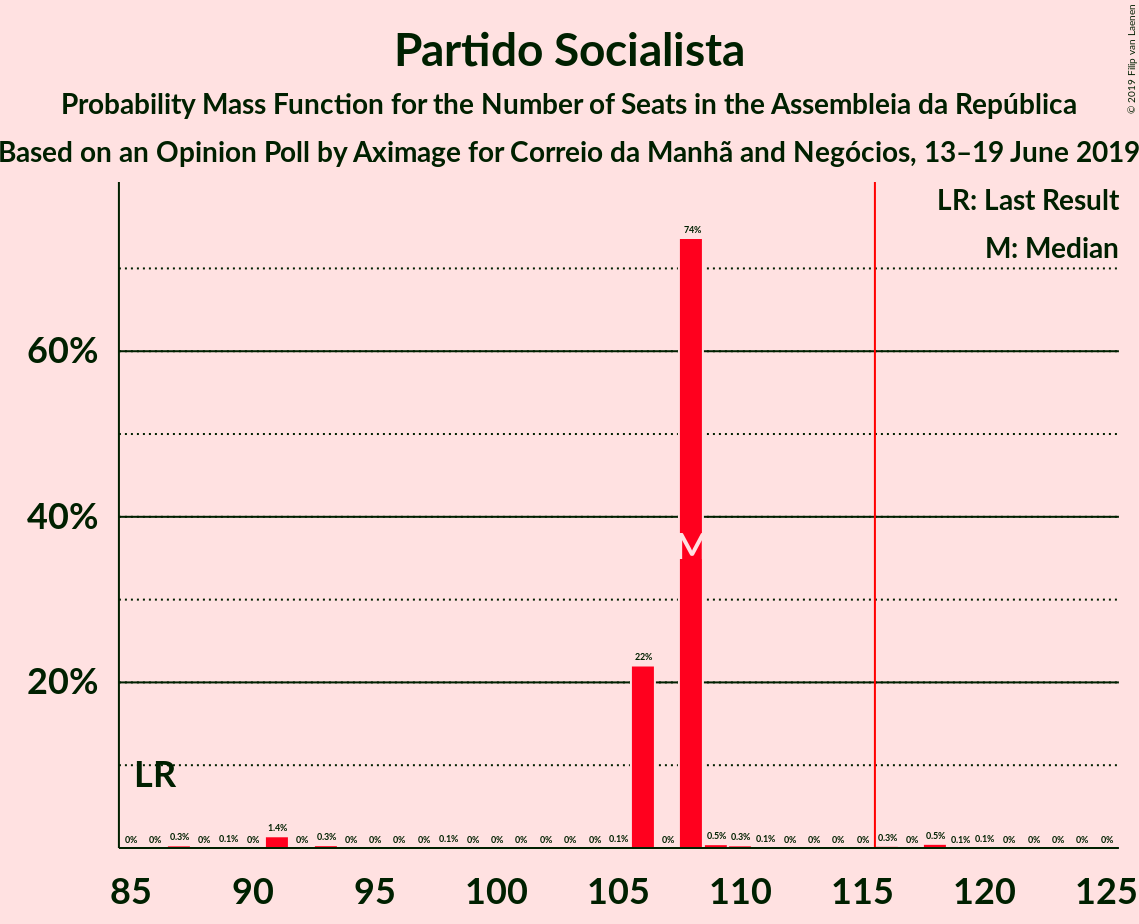 Partido Socialista
Probability Mass Function for the Number of Seats in the Assembleia da República
Based on an Opinion Poll by Aximage for Correio da Manhã and Negócios, 13–19 June 2019
© 2019 Filip van Laenen
LR: Last Result
M: Median
60%
40%
20%
74%
22%
M
LR
0% 0% 0.3% 0% 0.1% 0% 1.4% 0% 0.3% 0% 0% 0% 0% 0.1% 0% 0% 0% 0% 0% 0% 0.1% 0% 0.5% 0.3% 0.1% 0% 0% 0% 0% 0.3% 0% 0.5% 0.1% 0.1% 0% 0% 0% 0% 0%
85 90 95 100 105 110 115 120 125